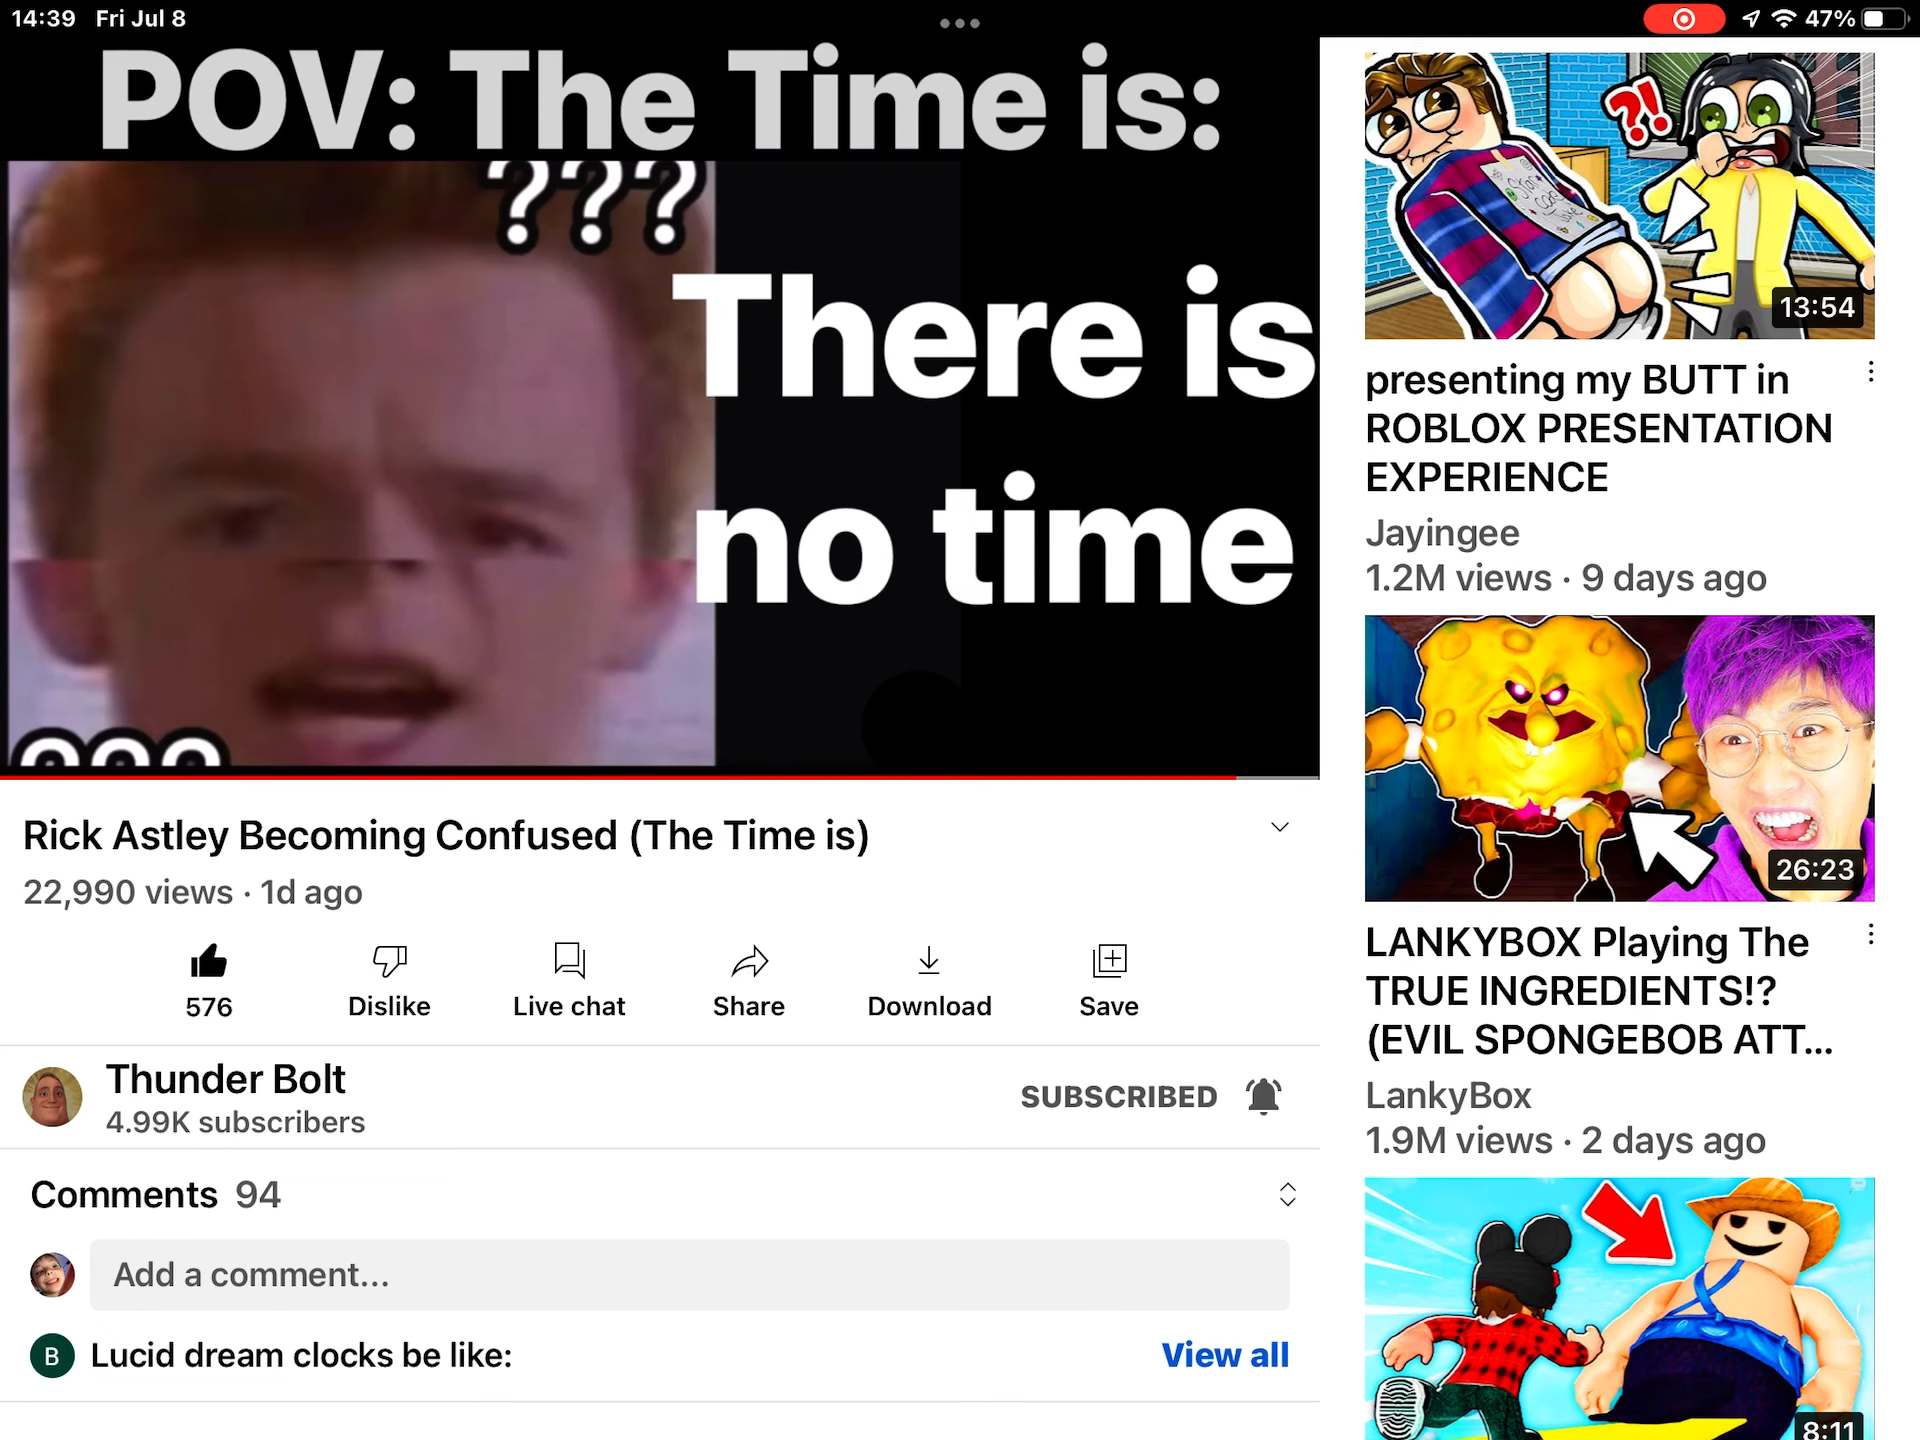 14:39 Fri Jul 8
47%
POV: The Time is:
???
There is
no time
Rick Astley Becoming Confused (The Time is)
22,990 views · 1d ago
576
Dislike
Live chat
Share
Download
Save
Thunder Bolt
4.99K subscribers
SUBSCRIBED
Comments 94
Add a comment...
B
Lucid dream clocks be like:
View all
?!
13:54
presenting my BUTT in
ROBLOX PRESENTATION
EXPERIENCE
Jayingee
1.2M views · 9 days ago
26:23
LANKYBOX Playing The
TRUE INGREDIENTS!?
(EVIL SPONGEBOB ATT...
LankyBox
1.9M views · 2 days ago
8:11